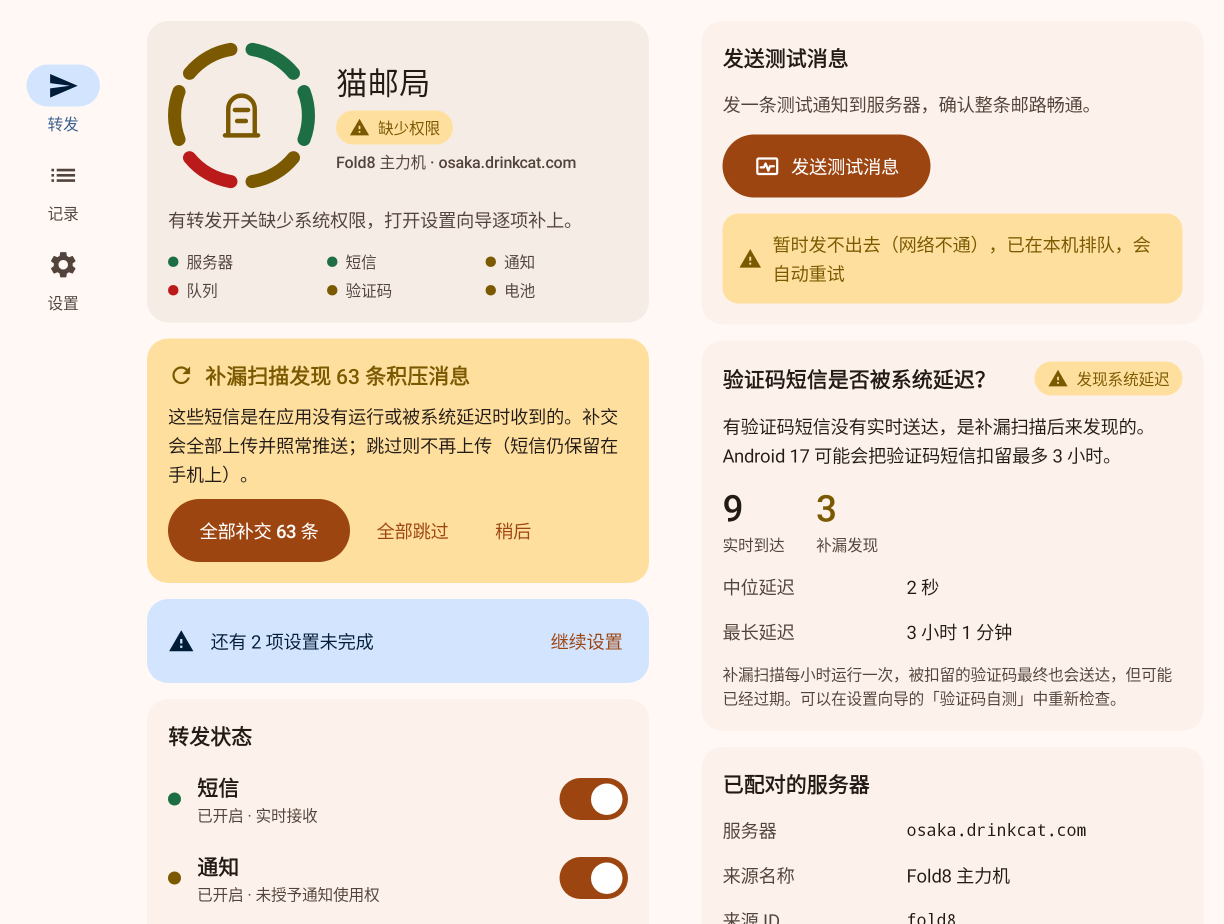 转发
记录
设置
猫邮局
缺少权限
Fold8 主力机 · osaka.drinkcat.com
有转发开关缺少系统权限，打开设置向导逐项补上。
服务器 短信 通知
队列 验证码 电池
补漏扫描发现 63 条积压消息
这些短信是在应用没有运行或被系统延迟时收到的。补交
会全部上传并照常推送；跳过则不再上传（短信仍保留在
手机上）。
全部补交 63 条 全部跳过 稍后
还有 2 项设置未完成 继续设置
转发状态
短信
已开启 · 实时接收
通知
已开启 · 未授予通知使用权
发送测试消息
发一条测试通知到服务器，确认整条邮路畅通。
发送测试消息
暂时发不出去（网络不通），已在本机排队，会
自动重试
验证码短信是否被系统延迟？ 发现系统延迟
有验证码短信没有实时送达，是补漏扫描后来发现的。
Android 17 可能会把验证码短信扣留最多 3 小时。
9 3
实时到达 补漏发现
中位延迟 2 秒
最长延迟 3 小时 1 分钟
补漏扫描每小时运行一次，被扣留的验证码最终也会送达，但可能
已经过期。可以在设置向导的「验证码自测」中重新检查。
已配对的服务器
服务器 osaka.drinkcat.com
来源名称 Fold8 主力机
来源 ID fold8